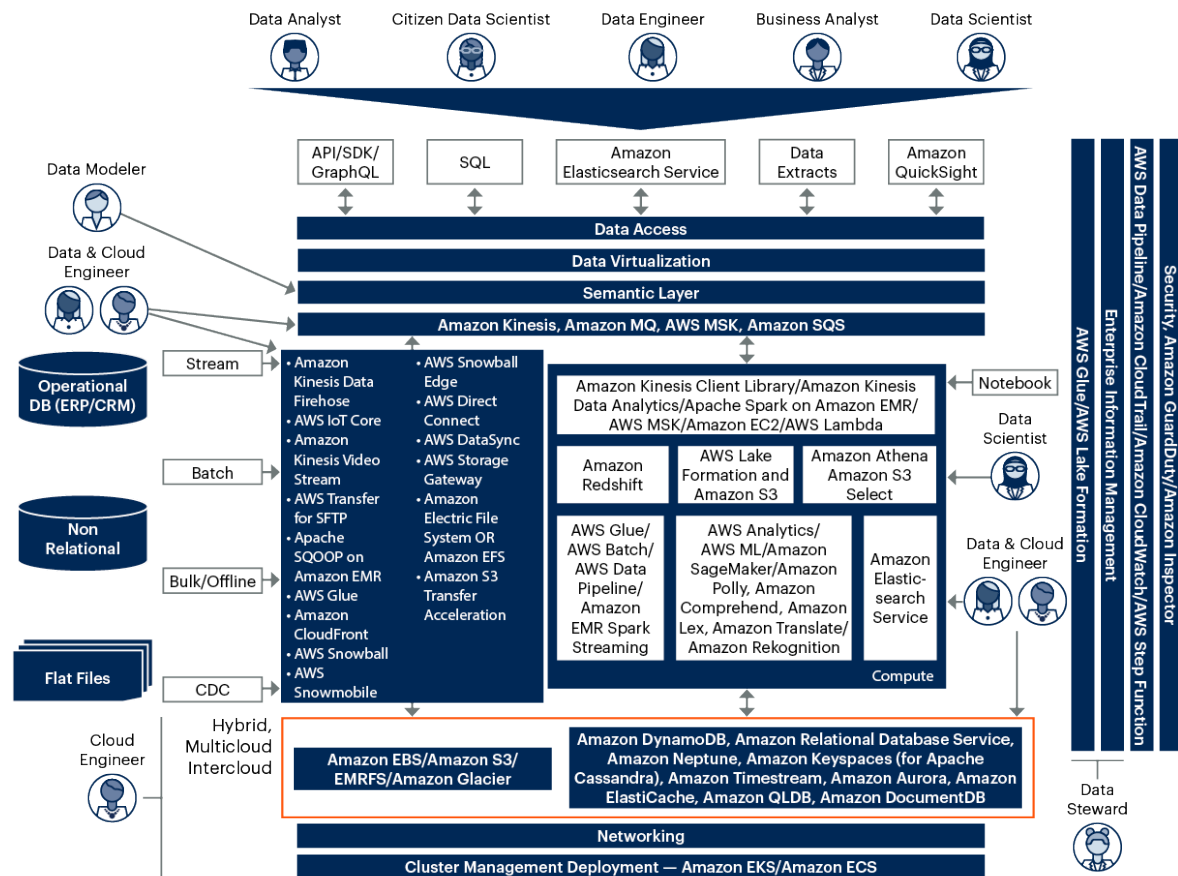 Data Analyst
Citizen Data Scientist
Data Engineer
Business Analyst
Data Scientist
API/SDK/
GraphQL
SQL
Amazon
Elasticsearch Service
Data
Extracts
Amazon
QuickSight
Data Modeler
Data & Cloud
Engineer
Data Access
Data Virtualization
Semantic Layer
Amazon Kinesis, Amazon MQ, AWS MSK, Amazon SQS
Operational
DB (ERP/CRM)
Non
Relational
Flat Files
Stream
Batch
Bulk/Offline
CDC
• Amazon
Kinesis Data
Firehose
• AWS IoT Core
• Amazon
Kinesis Video
Stream
• AWS Transfer
for SFTP
• Apache
SQOOP on
Amazon EMR
• AWS Glue
• Amazon
CloudFront
• AWS Snowball
• AWS
Snowmobile
• AWS Snowball
Edge
• AWS Direct
Connect
• AWS DataSync
• AWS Storage
Gateway
• Amazon
Electric File
System OR
Amazon EFS
• Amazon S3
Transfer
Acceleration
Amazon Kinesis Client Library/Amazon Kinesis
Data Analytics/Apache Spark on Amazon EMR/
AWS MSK/Amazon EC2/AWS Lambda
Amazon
Redshift
AWS Lake
Formation and
Amazon S3
Amazon Athena
Amazon S3
Select
AWS Glue/
AWS Batch/
AWS Data
Pipeline/
Amazon
EMR Spark
Streaming
AWS Analytics/
AWS ML/Amazon
SageMaker/Amazon
Polly, Amazon
Comprehend, Amazon
Lex, Amazon Translate/
Amazon Rekognition
Amazon
Elastic-
search
Service
Compute
Notebook
Data
Scientist
Data & Cloud
Engineer
AWS Glue/AWS Lake Formation
Enterprise Information Management
AWS Data Pipeline/Amazon CloudTrail/Amazon CloudWatch/AWS Step Function
Security, Amazon GuardDuty/Amazon Inspector
Cloud
Engineer
Hybrid,
Multicloud
Intercloud
Amazon EBS/Amazon S3/
EMRFS/Amazon Glacier
Amazon DynamoDB, Amazon Relational Database Service,
Amazon Neptune, Amazon Keyspaces (for Apache
Cassandra), Amazon Timestream, Amazon Aurora, Amazon
ElastiCache, Amazon QLDB, Amazon DocumentDB
Data
Steward
Networking
Cluster Management Deployment — Amazon EKS/Amazon ECS